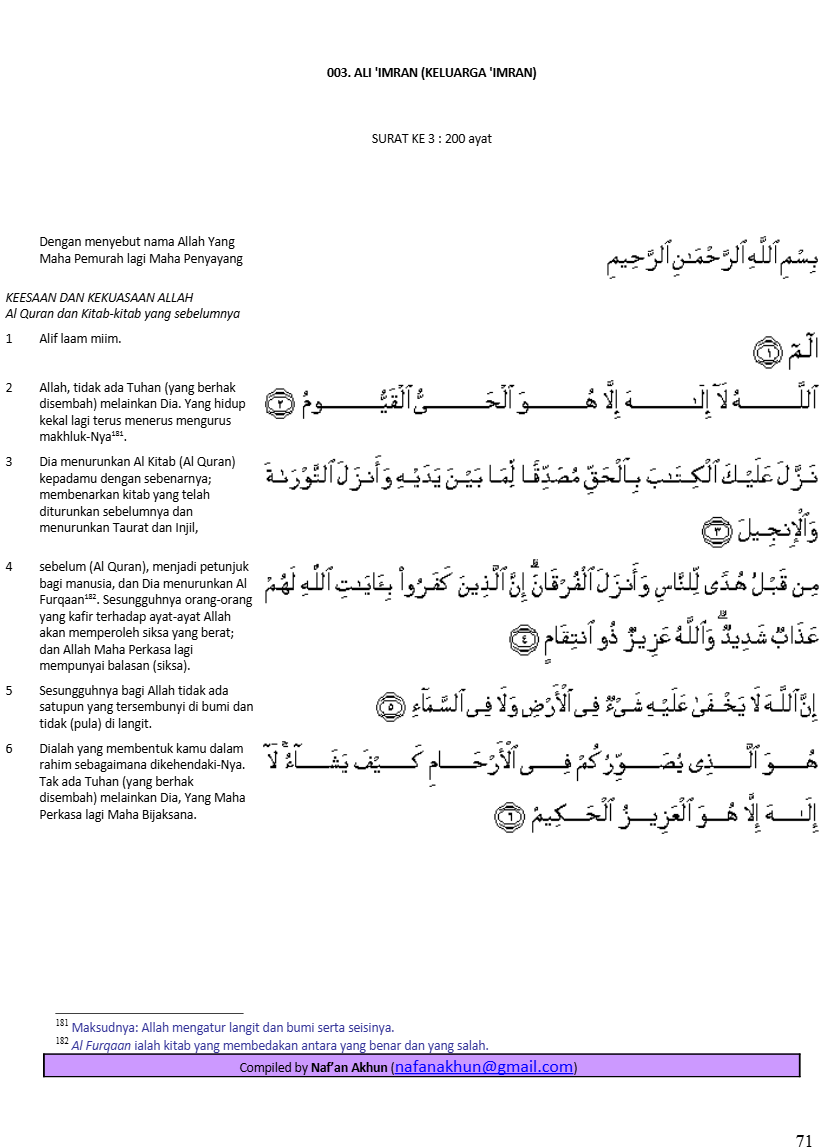 003. ALI 'IMRAN (KELUARGA 'IMRAN)
SURAT KE 3 : 200 ayat
Dengan menyebut nama Allah Yang
Maha Pemurah lagi Maha Penyayang
بِسْمِ ٱللَّهِ ٱلرَّحْمَـٰنِ ٱلرَّحِيمِ
KEESAAN DAN KEKUASAAN ALLAH
Al Quran dan Kitab-kitab yang sebelumnya
1 Alif laam miim.
الٓمٓ ﴿١﴾
2 Allah, tidak ada Tuhan (yang berhak
disembah) melainkan Dia. Yang hidup
kekal lagi terus menerus mengurus
makhluk-Nya¹⁸¹.
ٱللَّهُ لَآ إِلَـٰهَ إِلَّا هُوَ ٱلْحَىُّ ٱلْقَيُّومُ ﴿٢﴾
3 Dia menurunkan Al Kitab (Al Quran)
kepadamu dengan sebenarnya;
membenarkan kitab yang telah
diturunkan sebelumnya dan
menurunkan Taurat dan Injil,
نَزَّلَ عَلَيْكَ ٱلْكِتَـٰبَ بِٱلْحَقِّ مُصَدِّقًا لِّمَا بَيْنَ يَدَيْهِ وَأَنزَلَ ٱلتَّوْرَىٰةَ
وَٱلْإِنجِيلَ ﴿٣﴾
4 sebelum (Al Quran), menjadi petunjuk
bagi manusia, dan Dia menurunkan Al
Furqaan¹⁸². Sesungguhnya orang-orang
yang kafir terhadap ayat-ayat Allah
akan memperoleh siksa yang berat;
dan Allah Maha Perkasa lagi
mempunyai balasan (siksa).
مِن قَبْلُ هُدًى لِّلنَّاسِ وَأَنزَلَ ٱلْفُرْقَانَ ۗ إِنَّ ٱلَّذِينَ كَفَرُوا۟ بِـَٔايَـٰتِ ٱللَّهِ لَهُمْ
عَذَابٌ شَدِيدٌ ۗ وَٱللَّهُ عَزِيزٌ ذُو ٱنتِقَامٍ ﴿٤﴾
5 Sesungguhnya bagi Allah tidak ada
satupun yang tersembunyi di bumi dan
tidak (pula) di langit.
إِنَّ ٱللَّهَ لَا يَخْفَىٰ عَلَيْهِ شَىْءٌ فِى ٱلْأَرْضِ وَلَا فِى ٱلسَّمَآءِ ﴿٥﴾
6 Dialah yang membentuk kamu dalam
rahim sebagaimana dikehendaki-Nya.
Tak ada Tuhan (yang berhak
disembah) melainkan Dia, Yang Maha
Perkasa lagi Maha Bijaksana.
هُوَ ٱلَّذِى يُصَوِّرُكُمْ فِى ٱلْأَرْحَامِ كَيْفَ يَشَآءُ ۚ لَآ
إِلَـٰهَ إِلَّا هُوَ ٱلْعَزِيزُ ٱلْحَكِيمُ ﴿٦﴾
¹⁸¹ Maksudnya: Allah mengatur langit dan bumi serta seisinya.
¹⁸² Al Furqaan ialah kitab yang membedakan antara yang benar dan yang salah.
Compiled by Naf'an Akhun (nafanakhun@gmail.com)
71